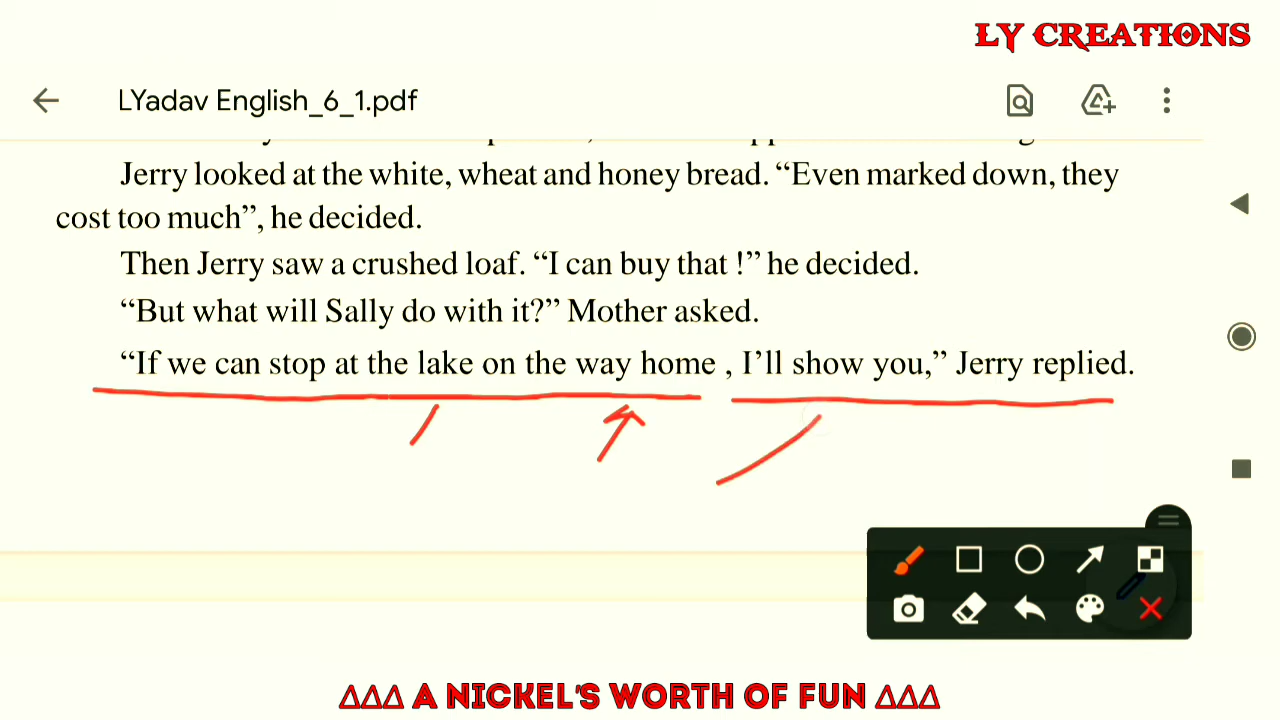 LY CREATIONS
LYadav English_6_1.pdf
Jerry looked at the white, wheat and honey bread. “Even marked down, they
cost too much”, he decided.
Then Jerry saw a crushed loaf. “I can buy that !” he decided.
“But what will Sally do with it?” Mother asked.
“If we can stop at the lake on the way home , I’ll show you,” Jerry replied.
∆∆∆ A NICKEL'S WORTH OF FUN ∆∆∆